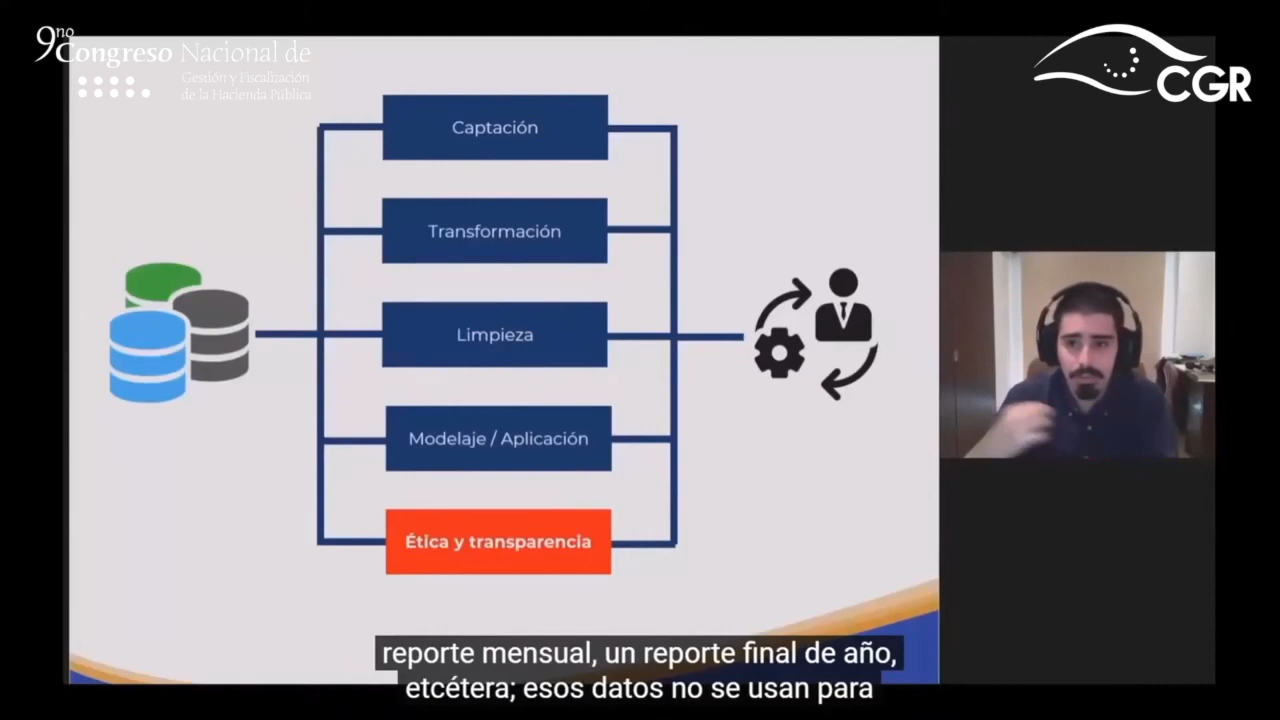 9no
Congreso Nacional de
Gestión y Fiscalización
de la Hacienda Pública
CGR
Captación
Transformación
Limpieza
Modelaje / Aplicación
Ética y transparencia
reporte mensual, un reporte final de año,
etcétera; esos datos no se usan para